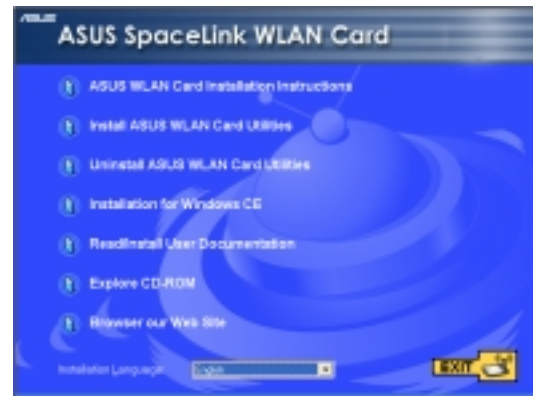 ASUS
ASUS SpaceLink WLAN Card
ASUS WLAN Card Installation Instructions
Install ASUS WLAN Card Utilities
Uninstall ASUS WLAN Card Utilities
Installation for Windows CE
Read/Install User Documentation
Explore CD-ROM
Browser our Web Site
Installation Language: English
EXIT